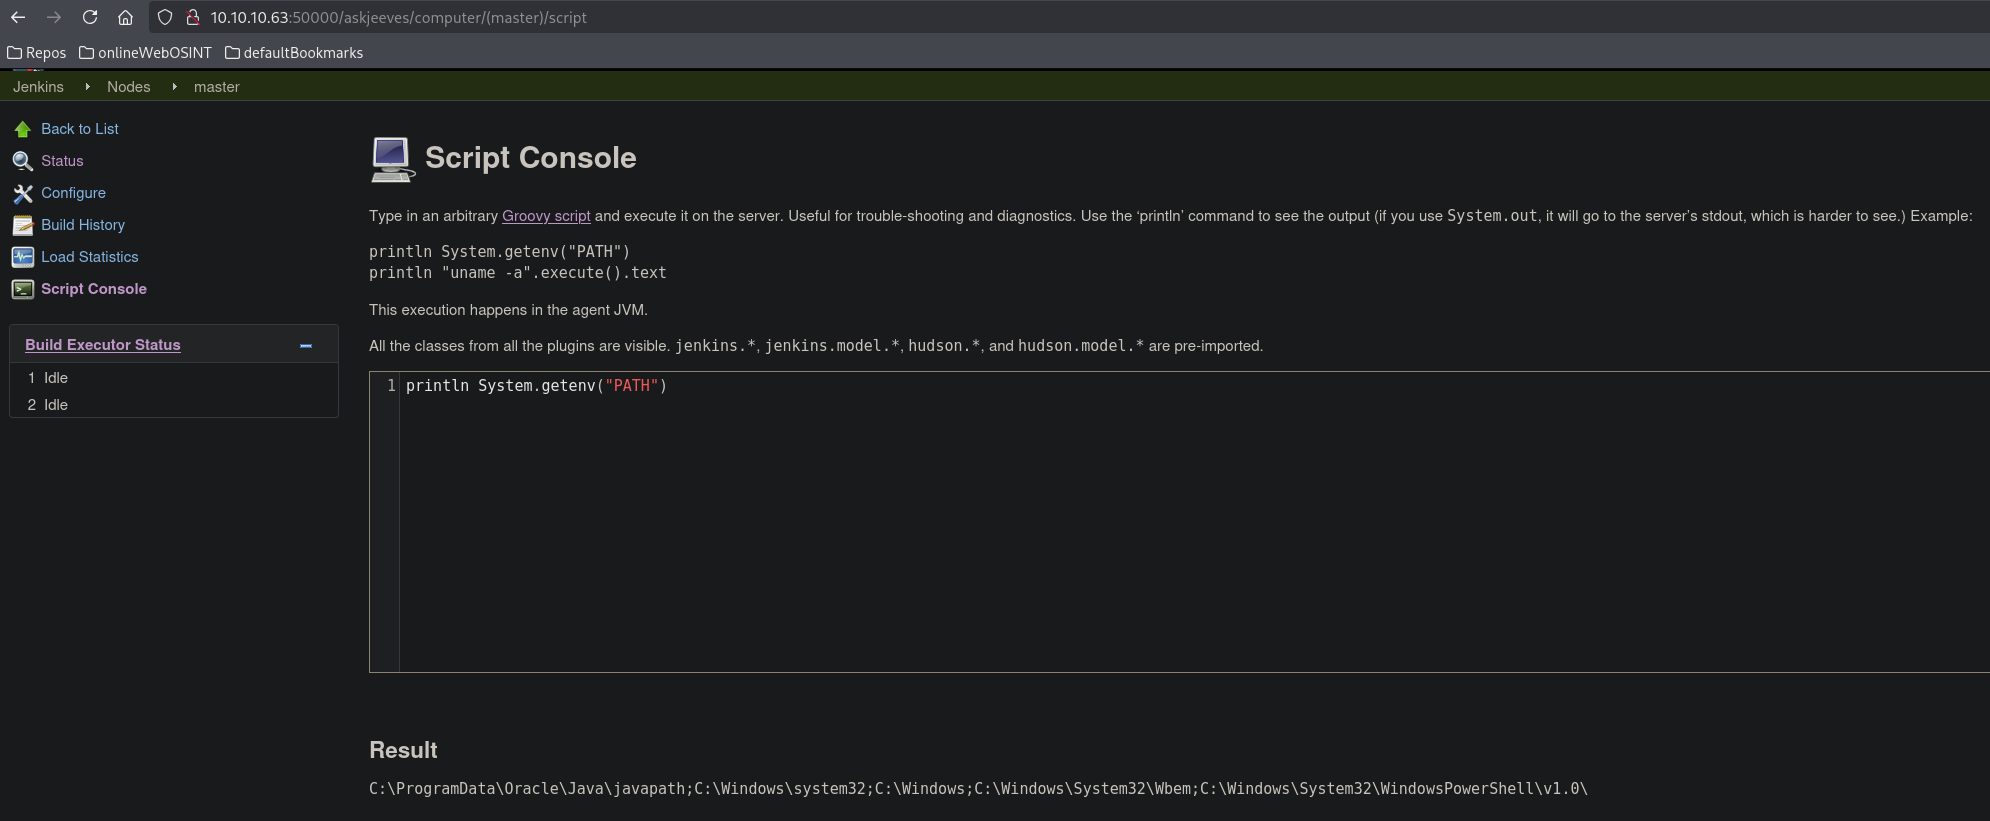 10.10.10.63:50000/askjeeves/computer/(master)/script
Repos onlineWebOSINT defaultBookmarks
Jenkins Nodes master
Back to List
Status
Configure
Build History
Load Statistics
Script Console
Build Executor Status
1 Idle
2 Idle
Script Console
Type in an arbitrary Groovy script and execute it on the server. Useful for trouble-shooting and diagnostics. Use the ‘println’ command to see the output (if you use System.out, it will go to the server’s stdout, which is harder to see.) Example:
println System.getenv("PATH")
println "uname -a".execute().text
This execution happens in the agent JVM.
All the classes from all the plugins are visible. jenkins.*, jenkins.model.*, hudson.*, and hudson.model.* are pre-imported.
1 println System.getenv("PATH")
Result
C:\ProgramData\Oracle\Java\javapath;C:\Windows\system32;C:\Windows;C:\Windows\System32\Wbem;C:\Windows\System32\WindowsPowerShell\v1.0\